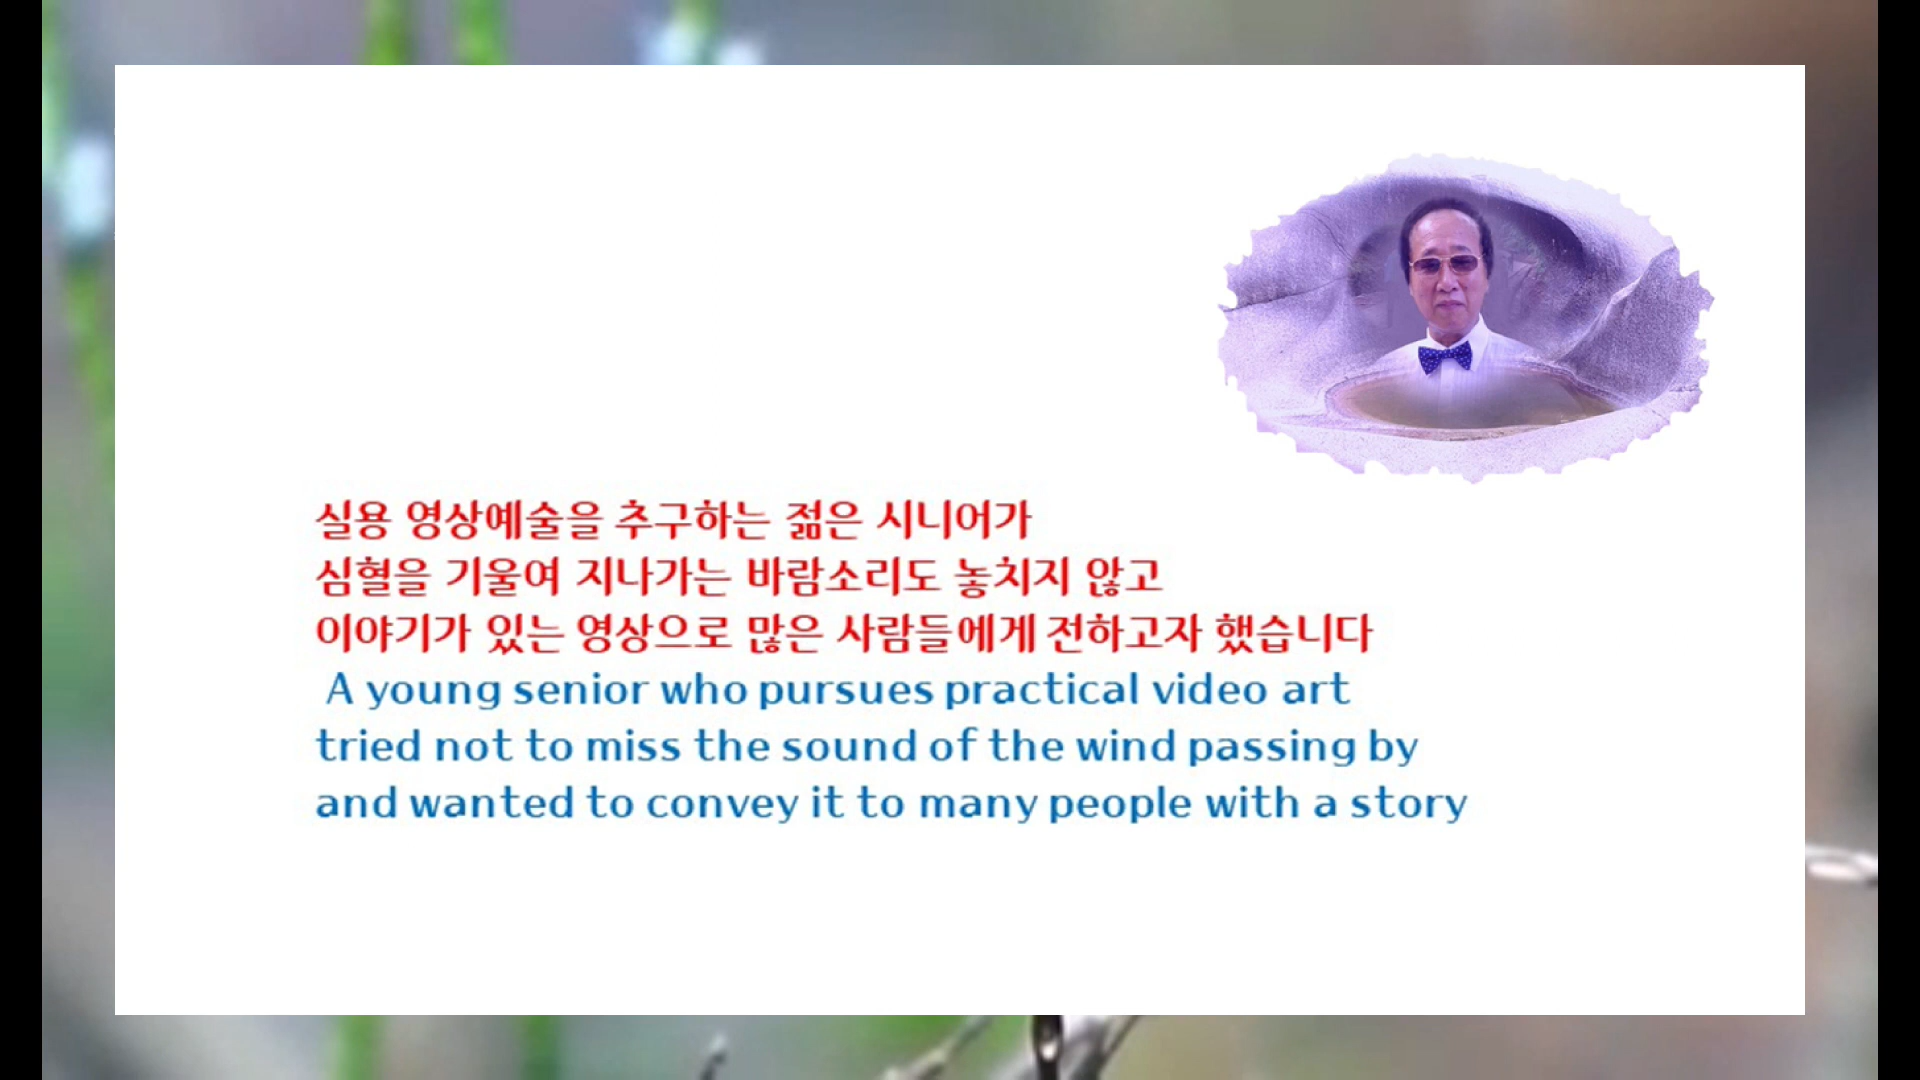 실용 영상예술을 추구하는 젊은 시니어가
심혈을 기울여 지나가는 바람소리도 놓치지 않고
이야기가 있는 영상으로 많은 사람들에게 전하고자 했습니다
A young senior who pursues practical video art
tried not to miss the sound of the wind passing by
and wanted to convey it to many people with a story